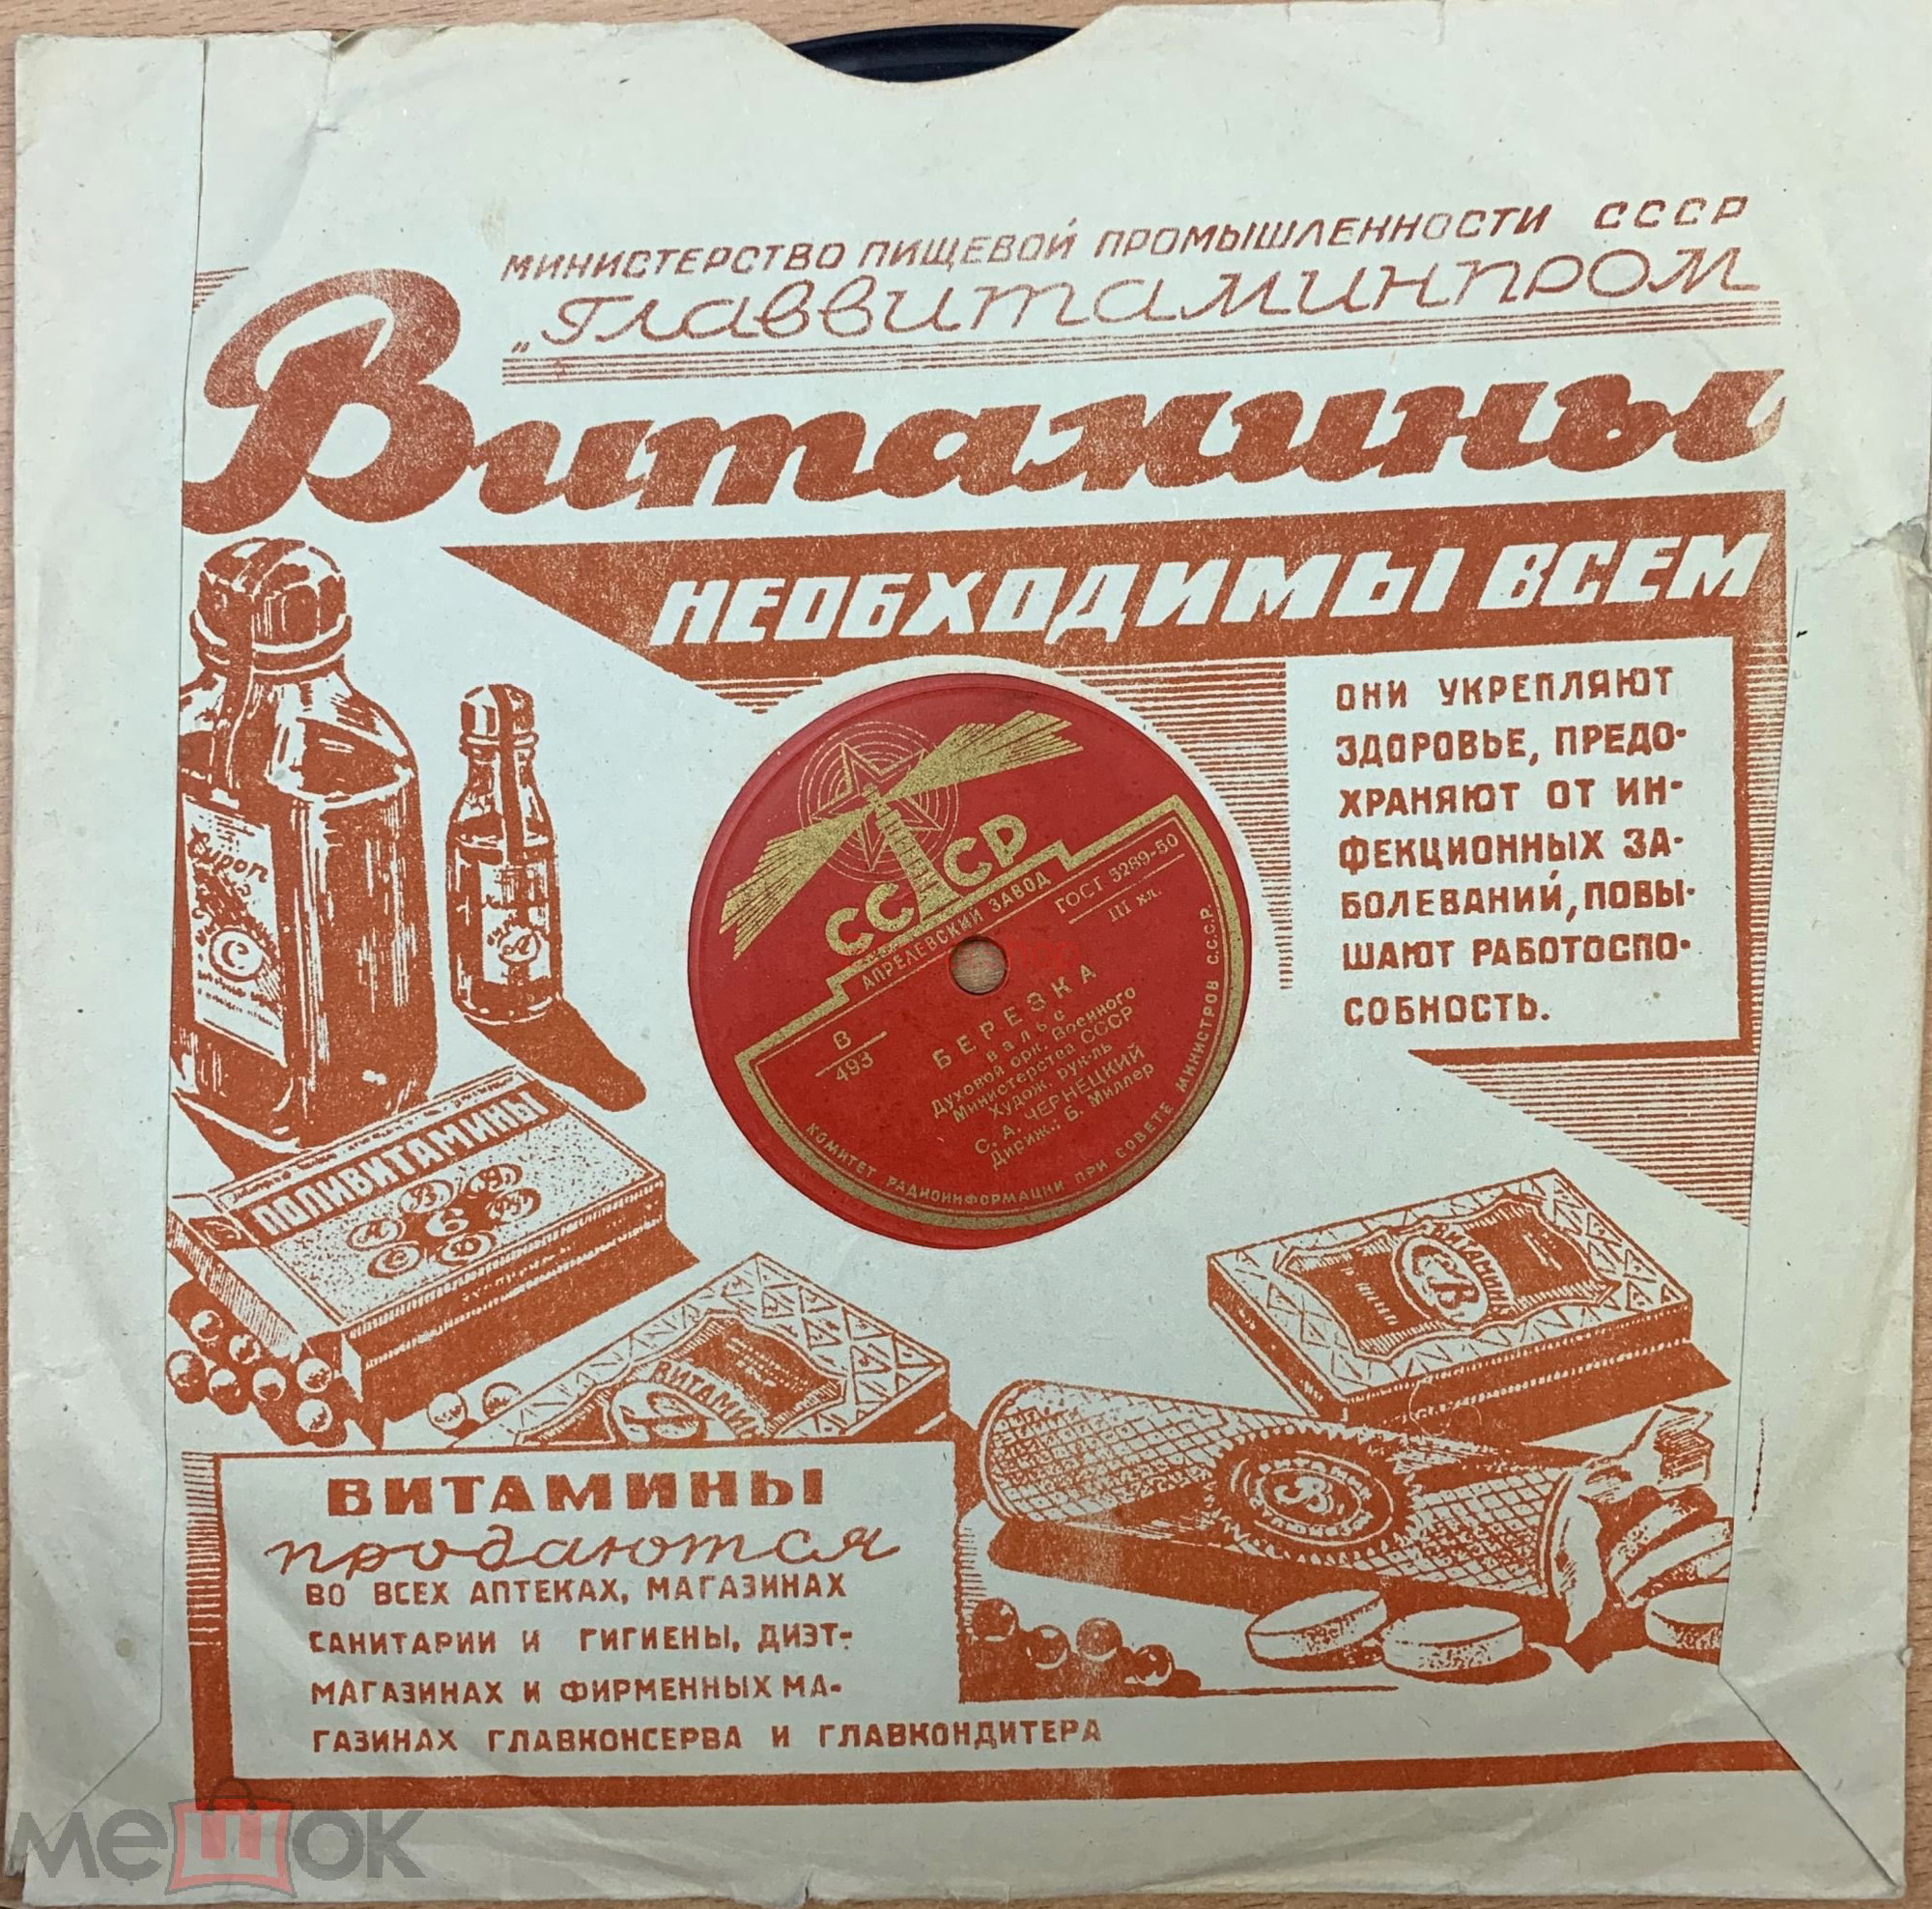 МИНИСТЕРСТВО ПИЩЕВОЙ ПРОМЫШЛЕННОСТИ СССР
„Главвитаминпром
Витамины
НЕОБХОДИМЫ ВСЕМ
ОНИ УКРЕПЛЯЮТ
ЗДОРОВЬЕ, ПРЕДО-
ХРАНЯЮТ ОТ ИН-
ФЕКЦИОННЫХ ЗА-
БОЛЕВАНИЙ, ПОВЫ-
ШАЮТ РАБОТОСПО-
СОБНОСТЬ.
Сироп
С
СССР
АПРЕЛЕВСКИЙ ЗАВОД
ГОСТ 5289-50
III кл.
В
493
БЕРЕЗКА
вальс
Духовой орк. Военного
Министерства СССР
Худож. рук-ль
С. А. ЧЕРНЕЦКИЙ
Дириж.: Б. Миллер
КОМИТЕТ РАДИОИНФОРМАЦИИ ПРИ СОВЕТЕ МИНИСТРОВ С.С.С.Р.
ПОЛИВИТАМИНЫ
ВИТАМИНЫ
ВИТАМИНЫ
продаются
ВО ВСЕХ АПТЕКАХ, МАГАЗИНАХ
САНИТАРИИ И ГИГИЕНЫ, ДИЭТ-
МАГАЗИНАХ И ФИРМЕННЫХ МА-
ГАЗИНАХ ГЛАВКОНСЕРВА И ГЛАВКОНДИТЕРА
мешок